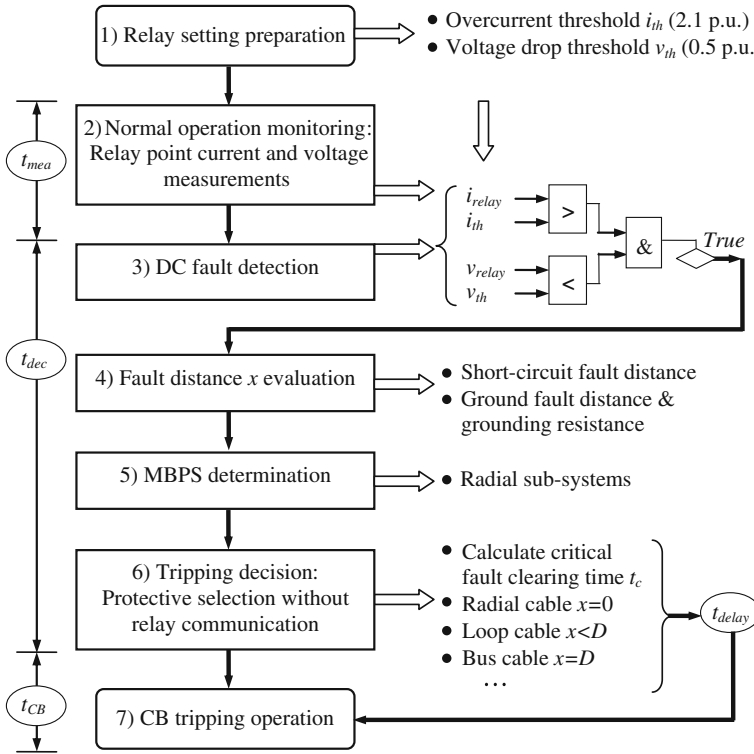 1) Relay setting preparation
● Overcurrent threshold i_th (2.1 p.u.)
● Voltage drop threshold v_th (0.5 p.u.
t_mea
2) Normal operation monitoring:
Relay point current and voltage
measurements
i_relay
i_th
>
&
True
v_relay
v_th
<
3) DC fault detection
t_dec
4) Fault distance x evaluation
● Short-circuit fault distance
● Ground fault distance &
grounding resistance
5) MBPS determination
● Radial sub-systems
6) Tripping decision:
Protective selection without
relay communication
● Calculate critical
fault clearing time t_c
● Radial cable x=0
● Loop cable x<D
● Bus cable x=D
...
t_delay
t_CB
7) CB tripping operation